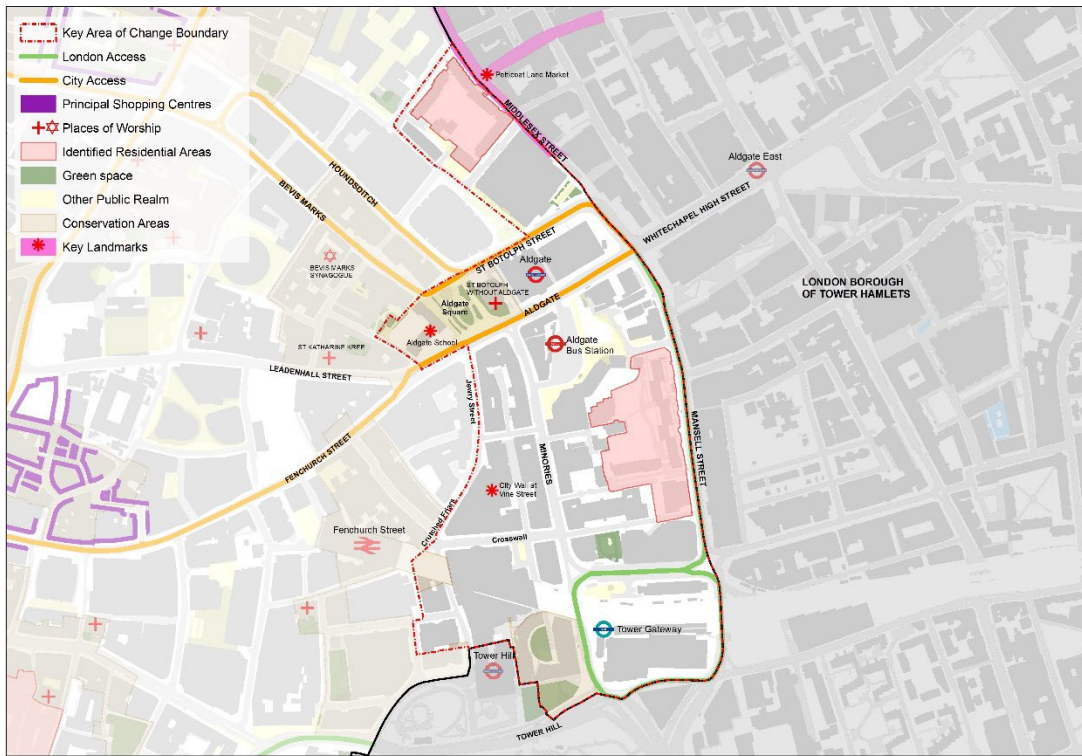 Key Area of Change Boundary
London Access
City Access
Principal Shopping Centres
Places of Worship
Identified Residential Areas
Green space
Other Public Realm
Conservation Areas
Key Landmarks
Petticoat Lane Market
MIDDLESEX STREET
Aldgate East
WHITECHAPEL HIGH STREET
HOUNDSDITCH
BEVIS MARKS
ST BOTOLPH STREET
BEVIS MARKS
SYNAGOGUE
Aldgate
ST BOTOLPH
WITHOUT ALDGATE
Aldgate
Square
ALDGATE
LONDON BOROUGH
OF TOWER HAMLETS
Aldgate School
Aldgate
Bus Station
ST KATHARINE KREE
LEADENHALL STREET
Jewry Street
MANSELL STREET
FENCHURCH STREET
MINORIES
City Wall at
Vine Street
Crutched Friars
Fenchurch Street
Crosswall
Tower Gateway
Tower Hill
TOWER HILL